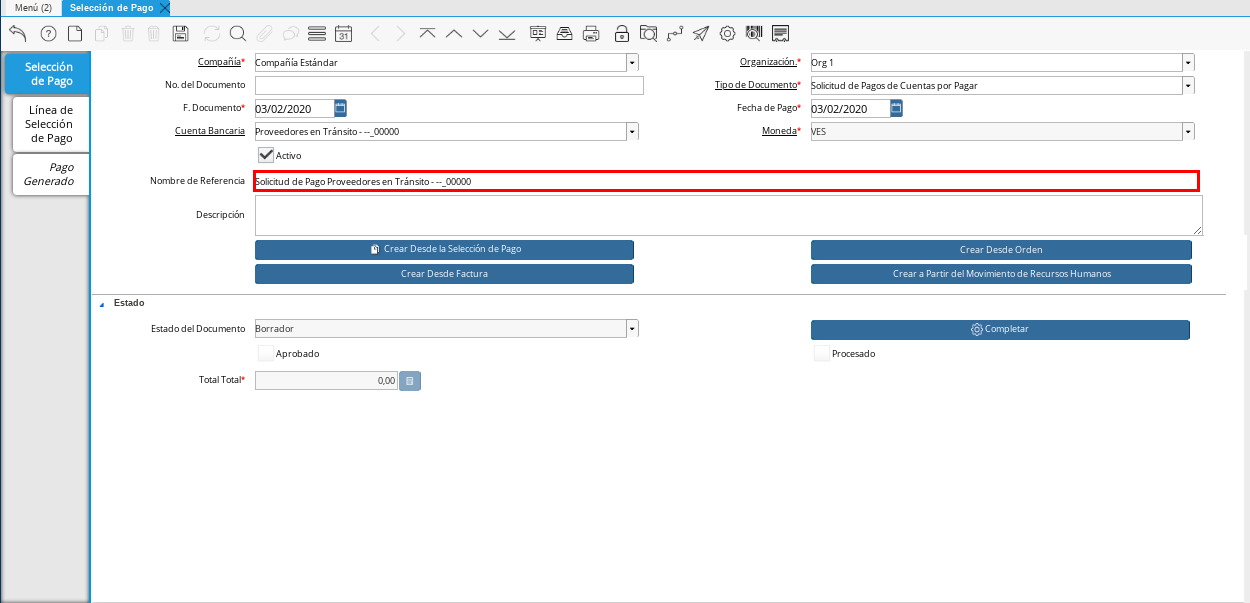 Menú (2) Selección de Pago
31
Selección de Pago
Línea de Selección de Pago
Pago Generado
Compañía* Compañía Estándar Organización.* Org 1
No. del Documento Tipo de Documento* Solicitud de Pagos de Cuentas por Pagar
F. Documento* 03/02/2020 Fecha de Pago* 03/02/2020
Cuenta Bancaria Proveedores en Tránsito - --_00000 Moneda* VES
Activo
Nombre de Referencia Solicitud de Pago Proveedores en Tránsito - --_00000
Descripción
Crear Desde la Selección de Pago Crear Desde Orden
Crear Desde Factura Crear a Partir del Movimiento de Recursos Humanos
Estado
Estado del Documento Borrador Completar
Aprobado Procesado
Total Total* 0,00